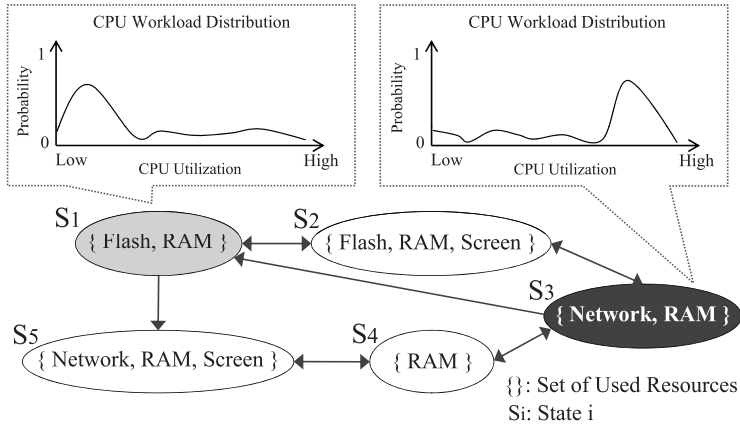 CPU Workload Distribution
1
Probability
0
Low
High
CPU Utilization
CPU Workload Distribution
1
Probability
0
Low
High
CPU Utilization
S1
{ Flash, RAM }
S2
{ Flash, RAM, Screen }
S3
{ Network, RAM }
S5
{ Network, RAM, Screen }
S4
{ RAM }
{}: Set of Used Resources
Si: State i